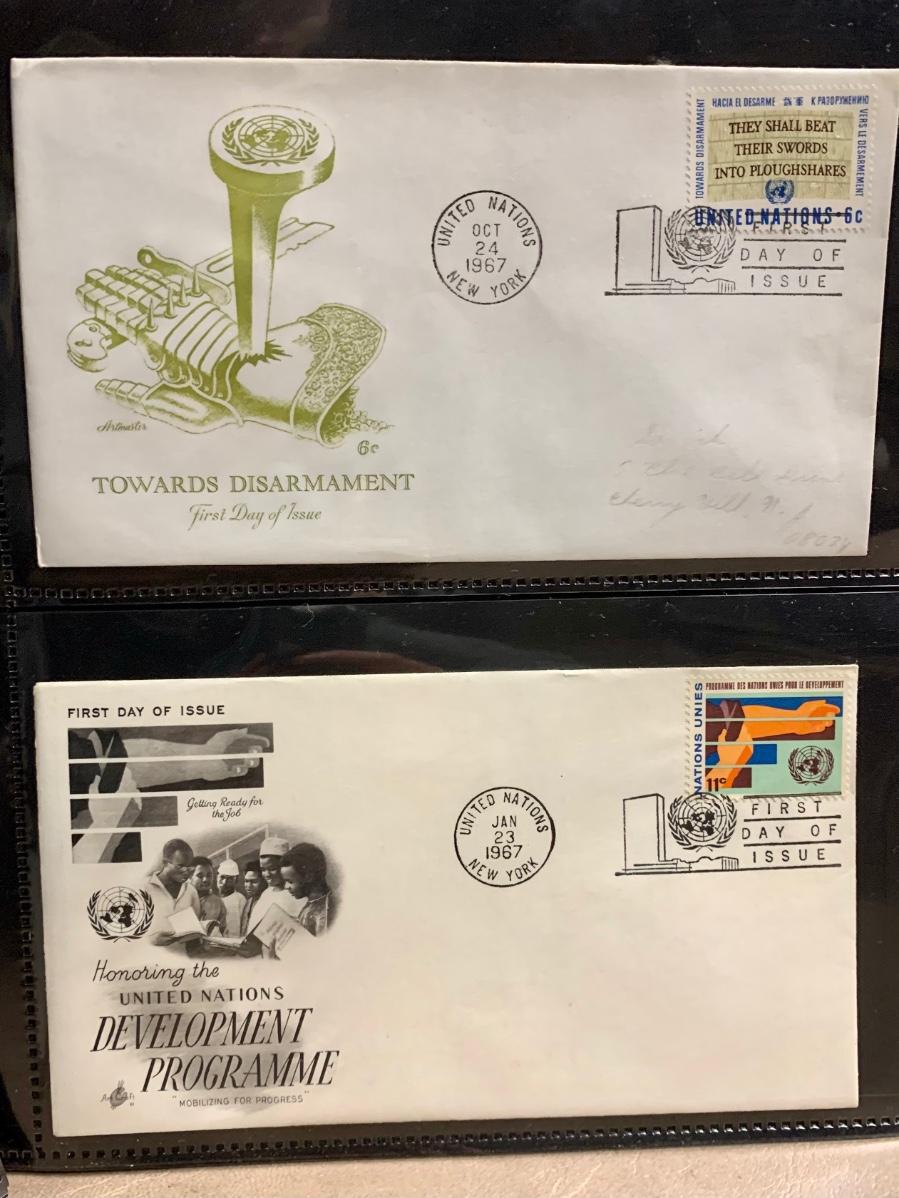 TOWARDS DISARMAMENT
HACIA EL DESARME К РАЗОРУЖЕНИЮ
VERS LE DESARMEMENT
THEY SHALL BEAT
THEIR SWORDS
INTO PLOUGHSHARES
UNITED NATIONS 6c
UNITED NATIONS
OCT
24
1967
NEW YORK
FIRST
DAY OF
ISSUE
Artmaster
6c
TOWARDS DISARMAMENT
First Day of Issue
Cherry Hill N.J
08034
FIRST DAY OF ISSUE
Getting Ready for
the Job
Honoring the
UNITED NATIONS
DEVELOPMENT
PROGRAMME
"MOBILIZING FOR PROGRESS"
ArtCraft
UNITED NATIONS
JAN
23
1967
NEW YORK
NATIONS UNIES
PROGRAMME DES NATIONS UNIES POUR LE DEVELOPPEMENT
11c
FIRST
DAY OF
ISSUE